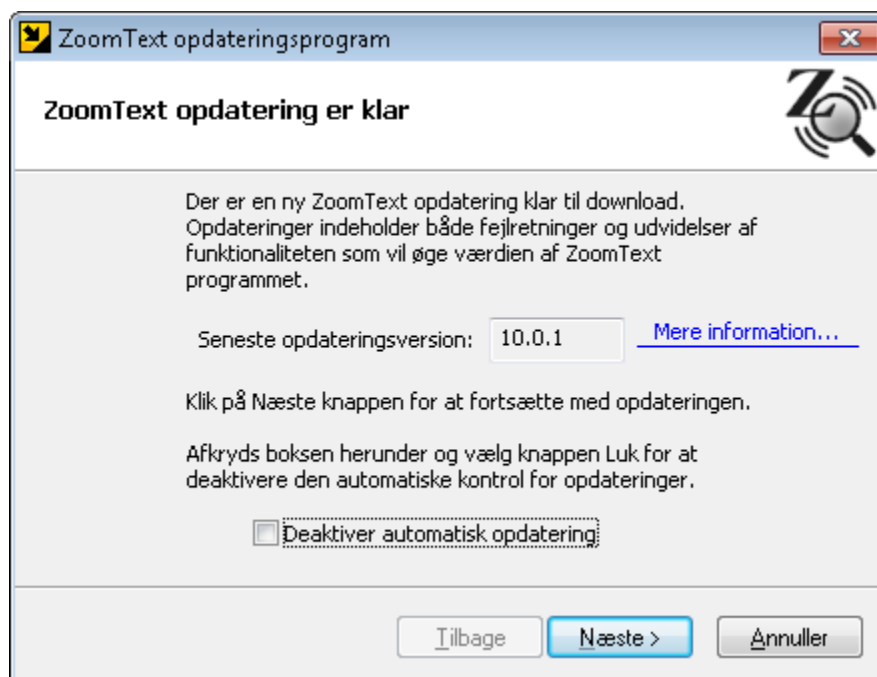 ZoomText opdateringsprogram
ZoomText opdatering er klar
Der er en ny ZoomText opdatering klar til download.
Opdateringer indeholder både fejlretninger og udvidelser af
funktionaliteten som vil øge værdien af ZoomText
programmet.
Seneste opdateringsversion: 10.0.1 Mere information...
Klik på Næste knappen for at fortsætte med opdateringen.
Afkryds boksen herunder og vælg knappen Luk for at
deaktivere den automatiske kontrol for opdateringer.
Deaktiver automatisk opdatering
Tilbage Næste > Annuller